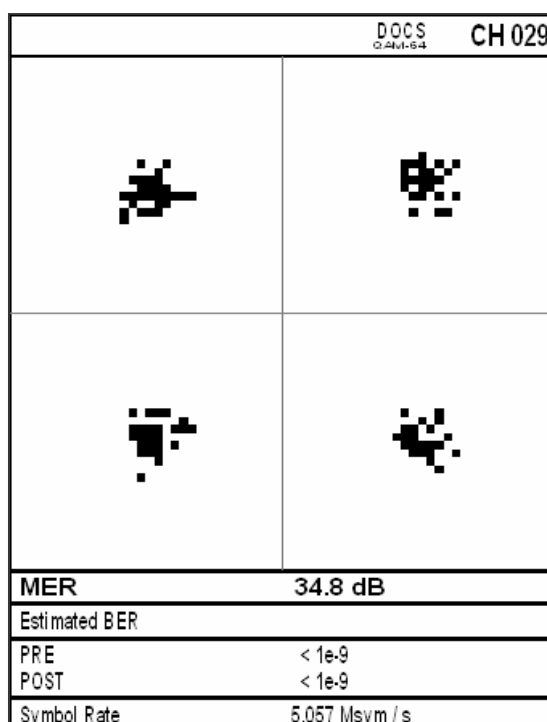 DOCS CH 029
QAM-64
MER 34.8 dB
Estimated BER
PRE < 1e-9
POST < 1e-9
Symbol Rate 5.057 Msym / s